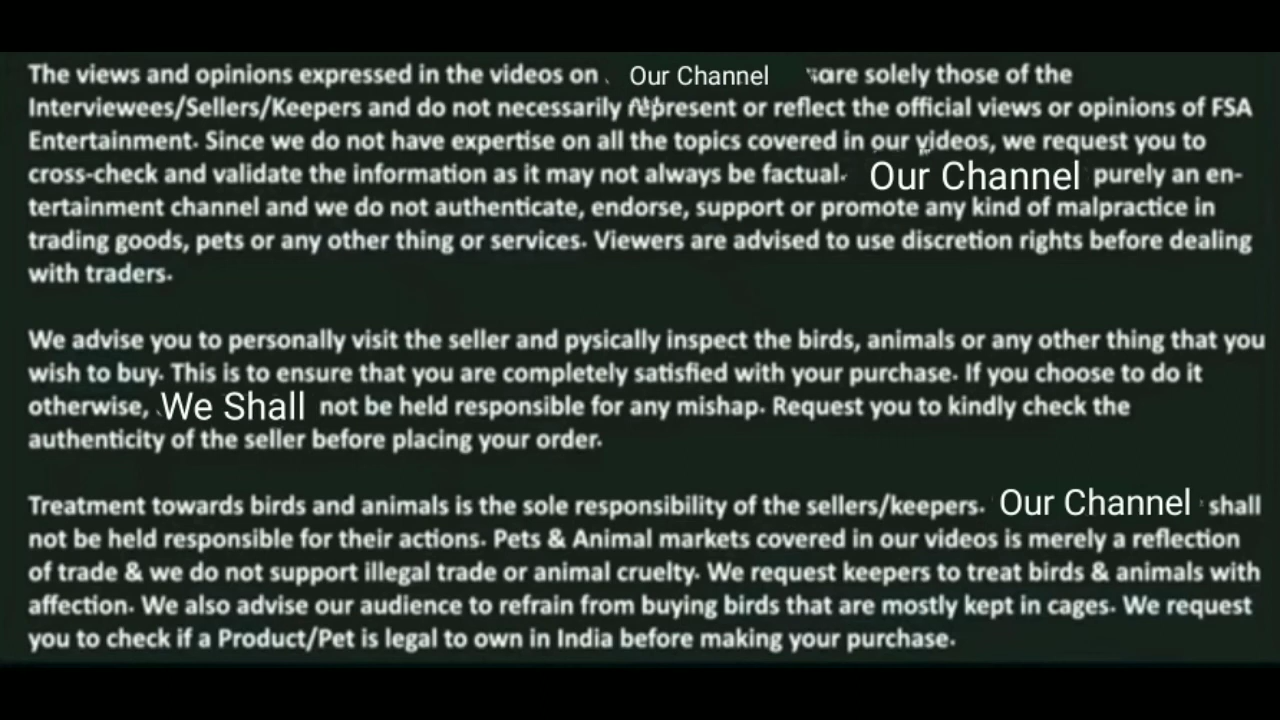 The views and opinions expressed in the videos on Our Channel are solely those of the
Interviewees/Sellers/Keepers and do not necessarily represent or reflect the official views or opinions of FSA
Entertainment. Since we do not have expertise on all the topics covered in our videos, we request you to
cross-check and validate the information as it may not always be factual. Our Channel purely an en-
tertainment channel and we do not authenticate, endorse, support or promote any kind of malpractice in
trading goods, pets or any other thing or services. Viewers are advised to use discretion rights before dealing
with traders.
We advise you to personally visit the seller and pysically inspect the birds, animals or any other thing that you
wish to buy. This is to ensure that you are completely satisfied with your purchase. If you choose to do it
otherwise, We Shall not be held responsible for any mishap. Request you to kindly check the
authenticity of the seller before placing your order.
Treatment towards birds and animals is the sole responsibility of the sellers/keepers. Our Channel shall
not be held responsible for their actions. Pets & Animal markets covered in our videos is merely a reflection
of trade & we do not support illegal trade or animal cruelty. We request keepers to treat birds & animals with
affection. We also advise our audience to refrain from buying birds that are mostly kept in cages. We request
you to check if a Product/Pet is legal to own in India before making your purchase.